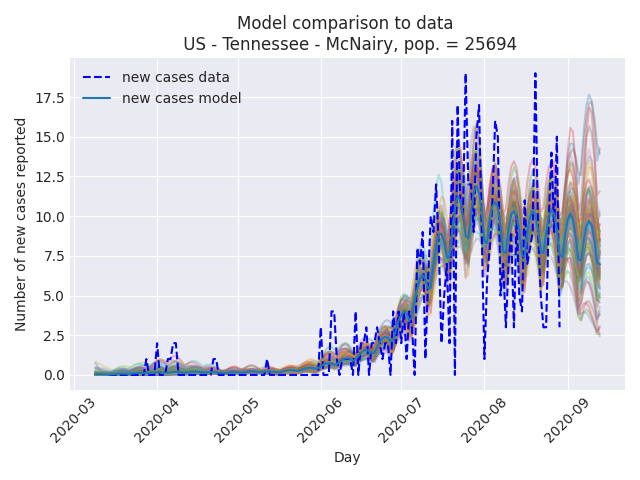 Model comparison to data
US - Tennessee - McNairy, pop. = 25694
new cases data
new cases model
Number of new cases reported
17.5
15.0
12.5
10.0
7.5
5.0
2.5
0.0
2020-03
2020-04
2020-05
2020-06
2020-07
2020-08
2020-09
Day